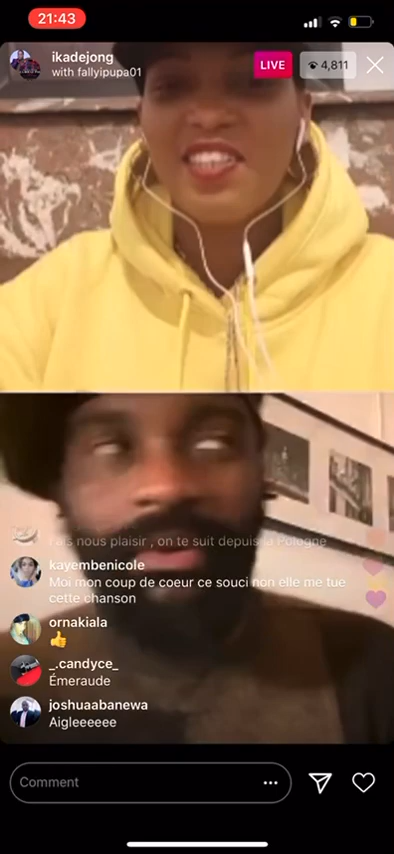 21:43
ikadejong
with fallyipupa01
LIVE
4,811
Fais nous plaisir , on te suit depuis la Pologne
kayembenicole
Moi mon coup de coeur ce souci non elle me tue
cette chanson
ornakiala
_.candyce_
Émeraude
joshuaabanewa
Aigleeeeee
Comment